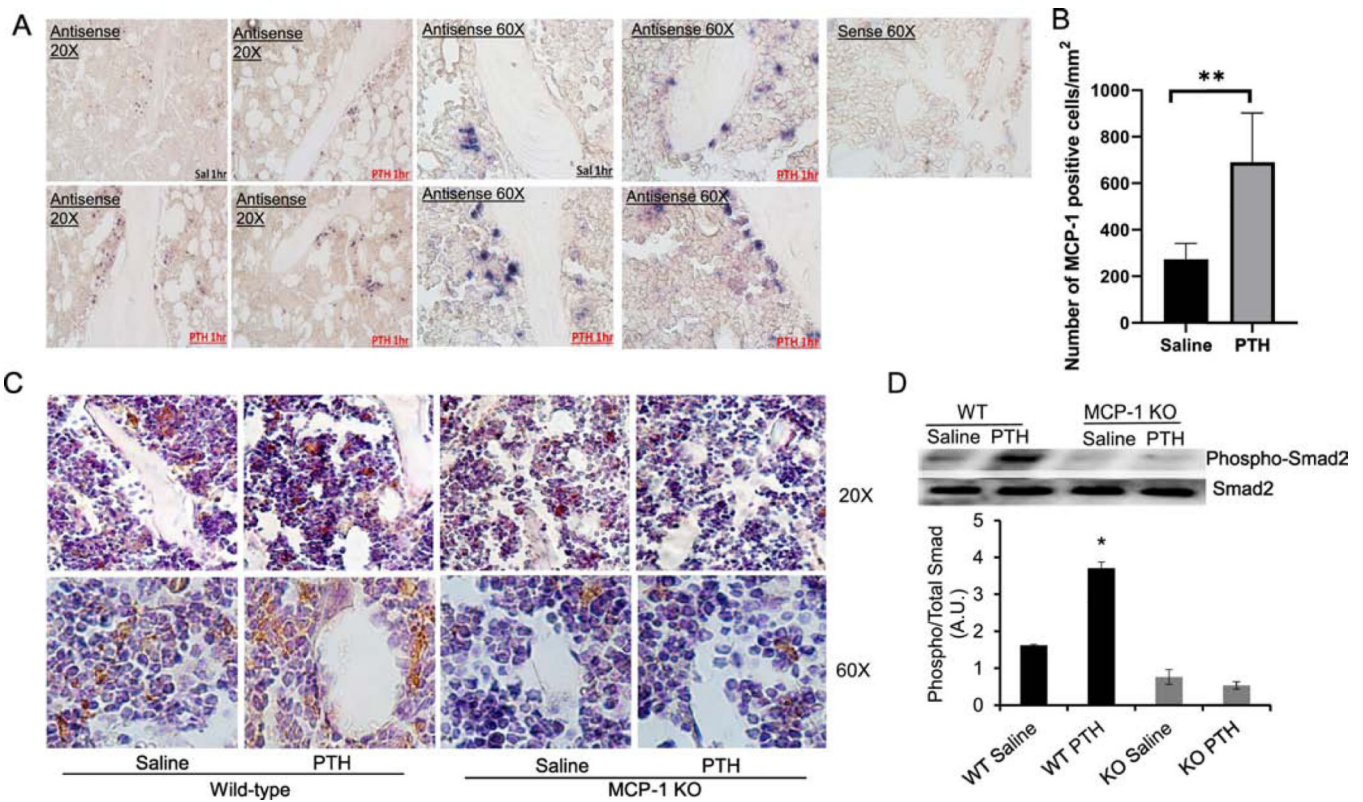 A
Antisense
20X
Sal 1hr
Antisense
20X
PTH 1hr
Antisense 60X
Sal 1hr
Antisense 60X
PTH 1hr
Sense 60X
Antisense
20X
PTH 1hr
Antisense
20X
PTH 1hr
Antisense 60X
PTH 1hr
Antisense 60X
PTH 1hr
B
**
Number of MCP-1 positive cells/mm²
1000
800
600
400
200
0
Saline PTH
C
20X
60X
Saline PTH Saline PTH
Wild-type MCP-1 KO
D
WT MCP-1 KO
Saline PTH Saline PTH
Phospho-Smad2
Smad2
Phospho/Total Smad
(A.U.)
5
4
3
2
1
0
*
WT Saline
WT PTH
KO Saline
KO PTH